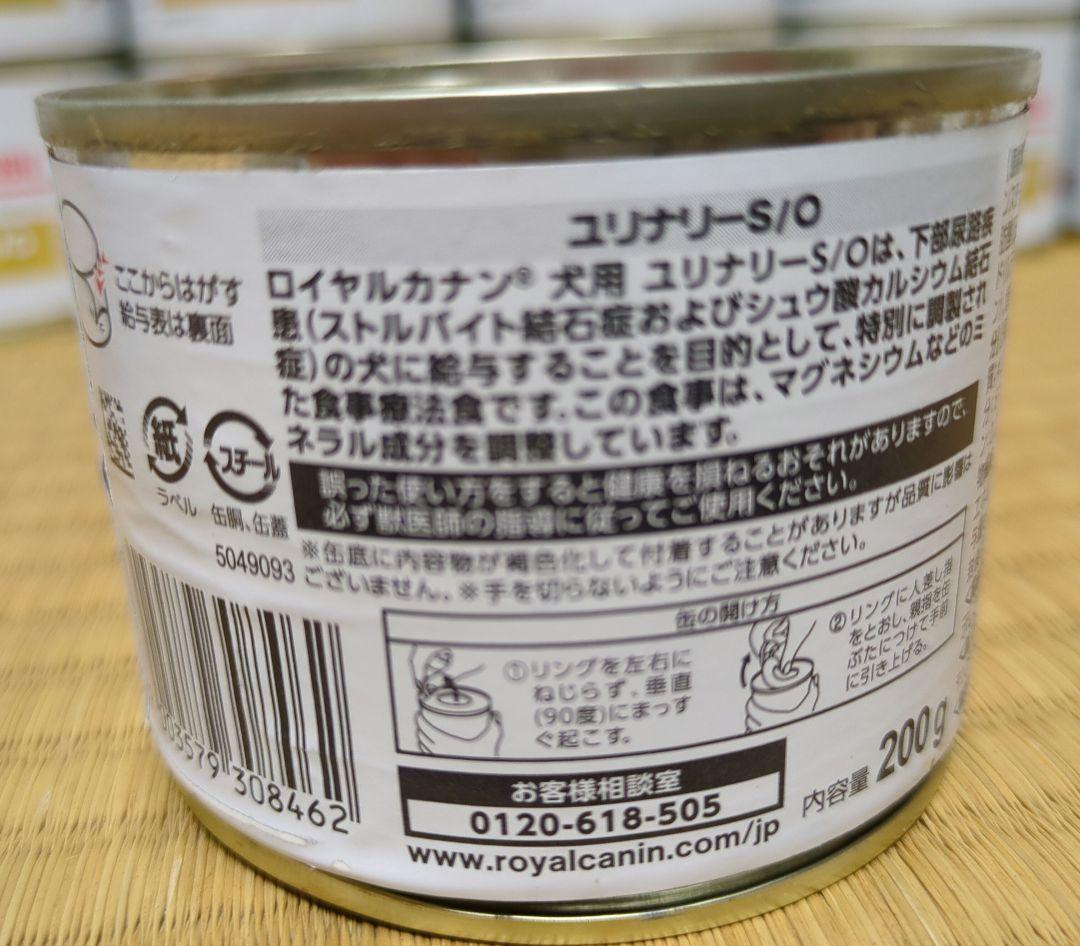 ユリナリーS/O
ロイヤルカナン® 犬用 ユリナリーS/Oは、下部尿路疾
患(ストルバイト結石症およびシュウ酸カルシウム結石
症)の犬に給与することを目的として、特別に調製され
た食事療法食です。この食事は、マグネシウムなどのミ
ネラル成分を調整しています。
誤った使い方をすると健康を損ねるおそれがありますので、
必ず獣医師の指導に従ってご使用ください。
※缶底に内容物が褐色化して付着することがありますが品質に影響は
ございません。※手を切らないようにご注意ください。
ここからはがす
給与表は裏面
紙
ラベル
スチール
缶胴、缶蓋
5049093
308462
缶の開け方
①リングを左右に
ねじらず、垂直
(90度)にまっす
ぐ起こす。
②リングに人差し指
をとおし、親指を缶
ぶたにつけて手前
に引き上げる。
お客様相談室
0120-618-505
www.royalcanin.com/jp
内容量 200g